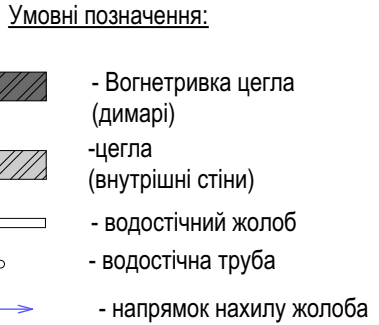 Умовні позначення:
- Вогнетривка цегла
(димарі)
-цегла
(внутрішні стіни)
- водостічний жолоб
- водостічна труба
- напрямок нахилу жолоба